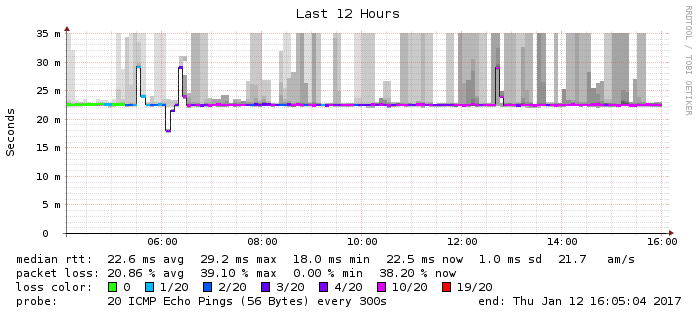 Last 12 Hours
RRDTOOL / TOBI OETIKER
Seconds
35 m
30 m
25 m
20 m
15 m
10 m
5 m
0
06:00 08:00 10:00 12:00 14:00 16:00
median rtt: 22.6 ms avg 29.2 ms max 18.0 ms min 22.5 ms now 1.0 ms sd 21.7 am/s
packet loss: 20.86 % avg 39.10 % max 0.00 % min 38.20 % now
loss color: 0 1/20 2/20 3/20 4/20 10/20 19/20
probe: 20 ICMP Echo Pings (56 Bytes) every 300s end: Thu Jan 12 16:05:04 2017